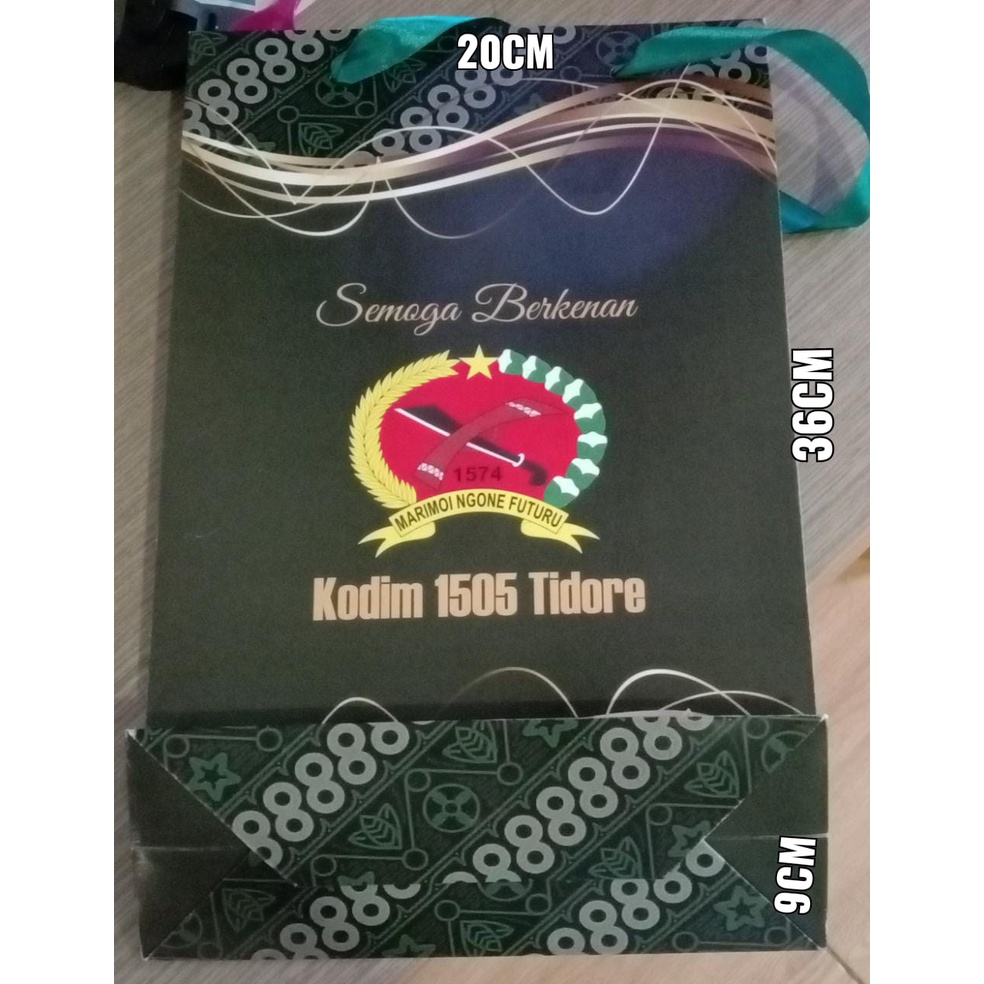 20CM
Semoga Berkenan
36CM
1574
MARIMOI NGONE FUTURU
Kodim 1505 Tidore
9CM